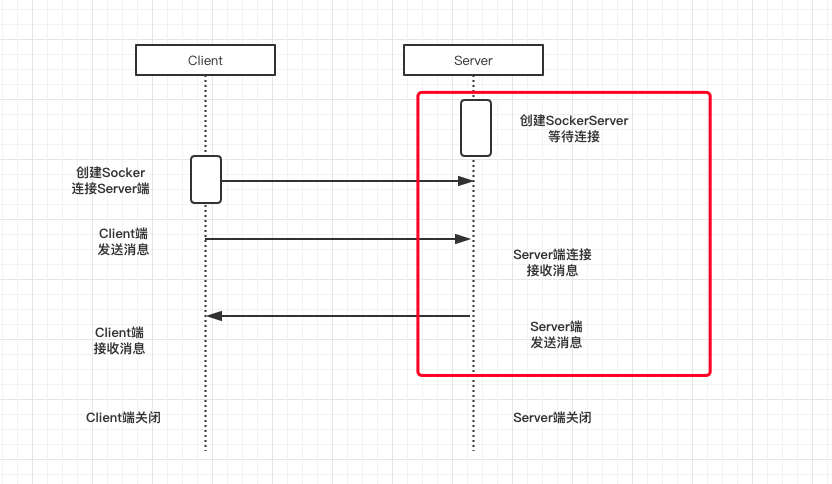 Client
Server
创建SockerServer
等待连接
创建Socker
连接Server端
Client端
发送消息
Server端连接
接收消息
Server端
发送消息
Client端
接收消息
Client端关闭
Server端关闭